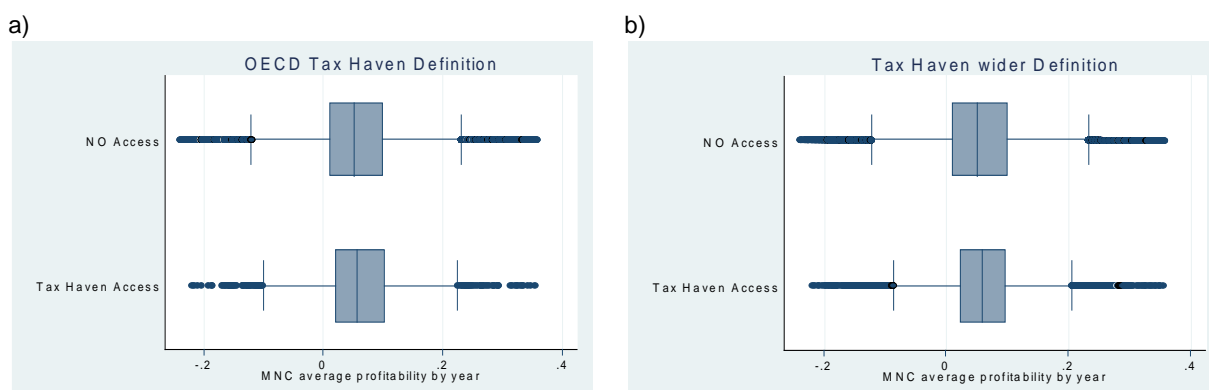 a)
OECD Tax Haven Definition
NO Access
Tax Haven Access
-.2 0 .2 .4
MNC average profitability by year
b)
Tax Haven wider Definition
NO Access
Tax Haven Access
-.2 0 .2 .4
MNC average profitability by year